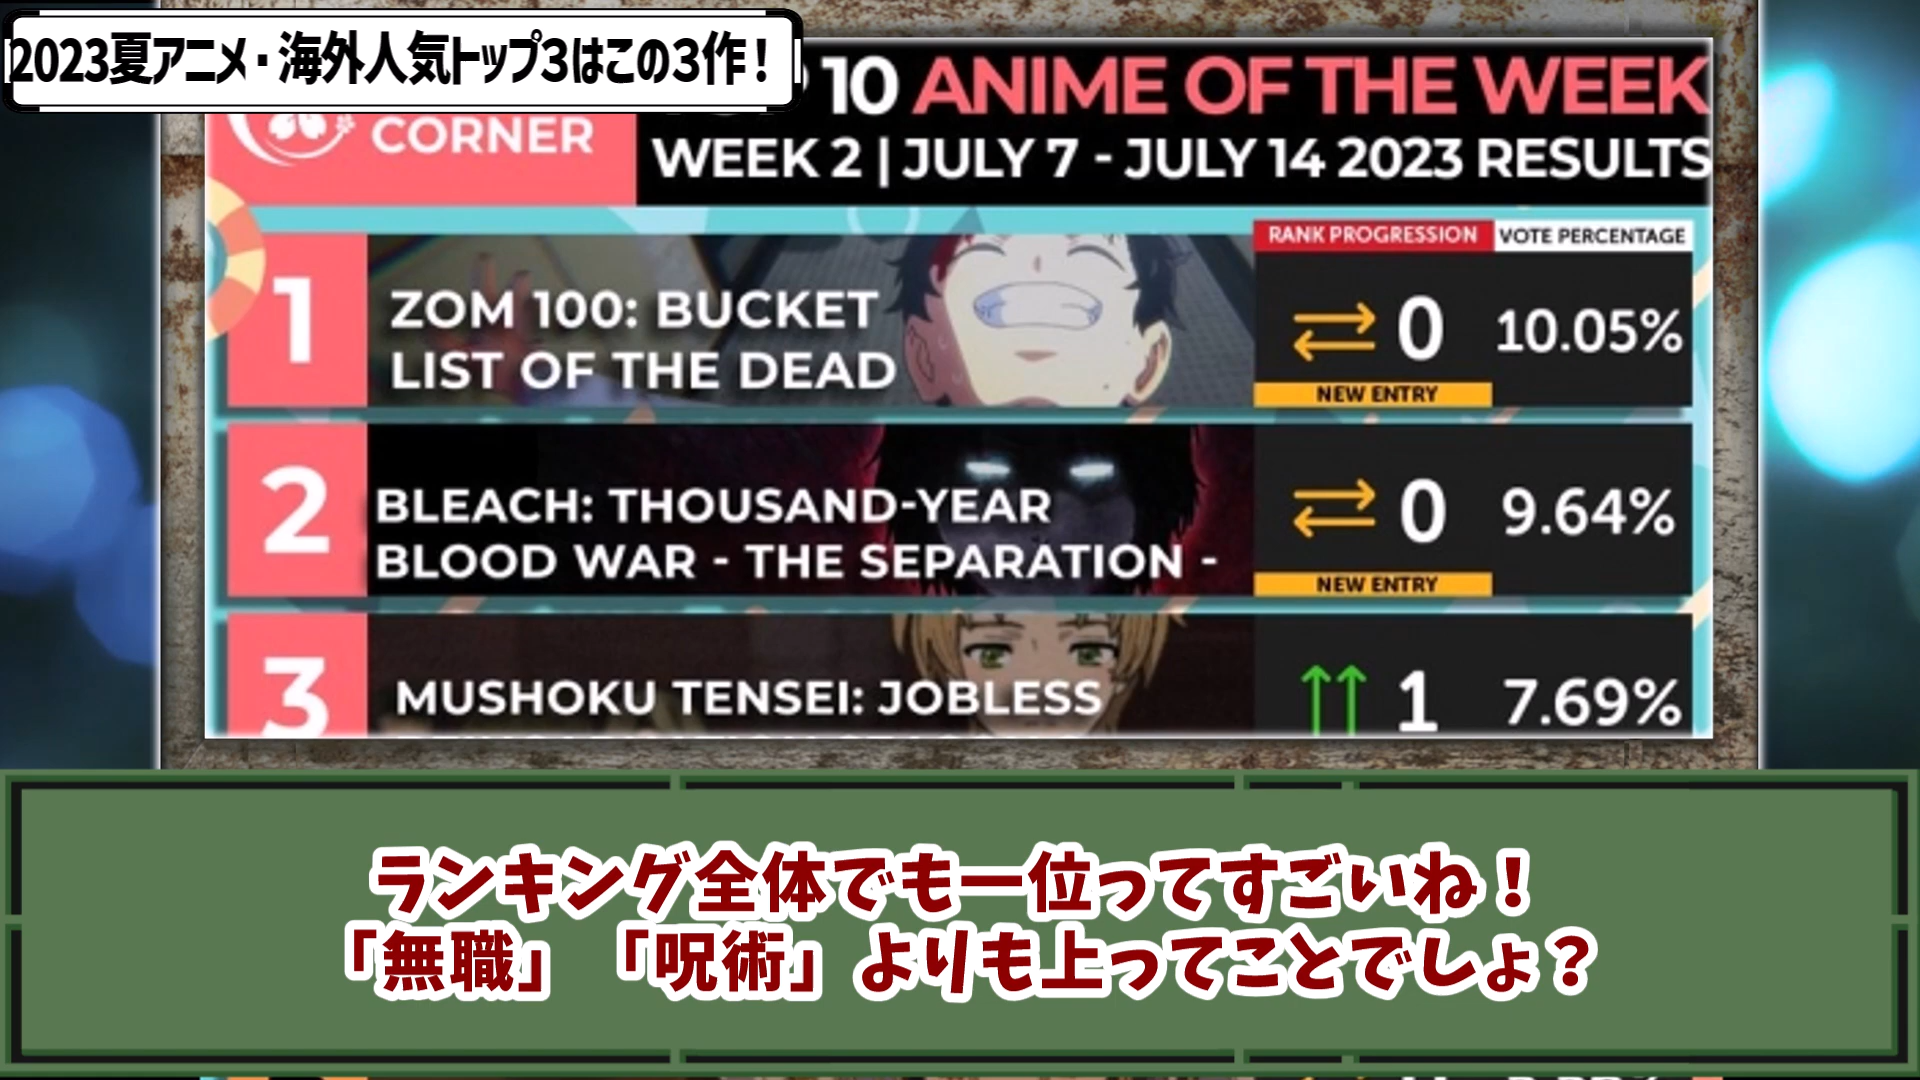 2023夏アニメ・海外人気トップ3はこの3作！
10 ANIME OF THE WEEK
CORNER
WEEK 2 | JULY 7 - JULY 14 2023 RESULTS
RANK PROGRESSION
VOTE PERCENTAGE
1
ZOM 100: BUCKET
LIST OF THE DEAD
0
10.05%
NEW ENTRY
2
BLEACH: THOUSAND-YEAR
BLOOD WAR - THE SEPARATION -
0
9.64%
NEW ENTRY
3
MUSHOKU TENSEI: JOBLESS
1
7.69%
ランキング全体でも一位ってすごいね！
「無職」「呪術」よりも上ってことでしょ？